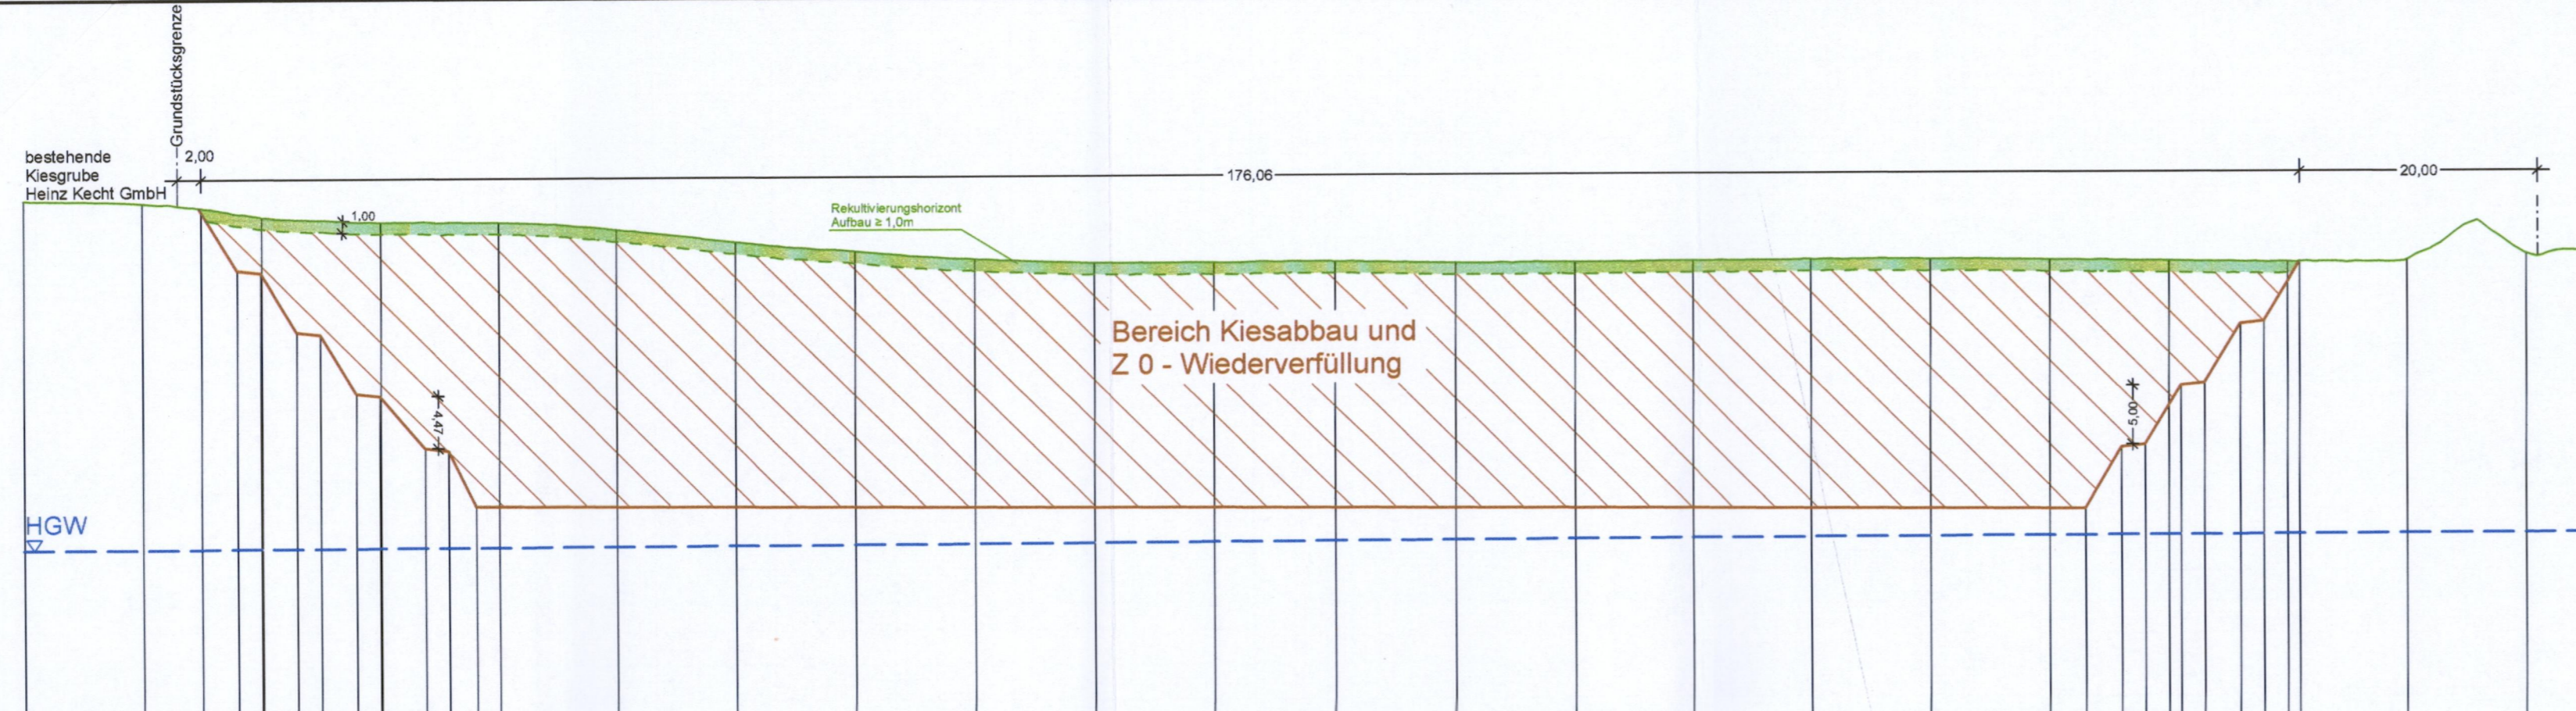 Grundstücksgrenze
bestehende
Kiesgrube
Heinz Kecht GmbH
2,00
176,06
20,00
1,00
Rekultivierungshorizont
Aufbau ≥ 1,0m
Bereich Kiesabbau und
Z 0 - Wiederverfüllung
4,47
5,00
HGW